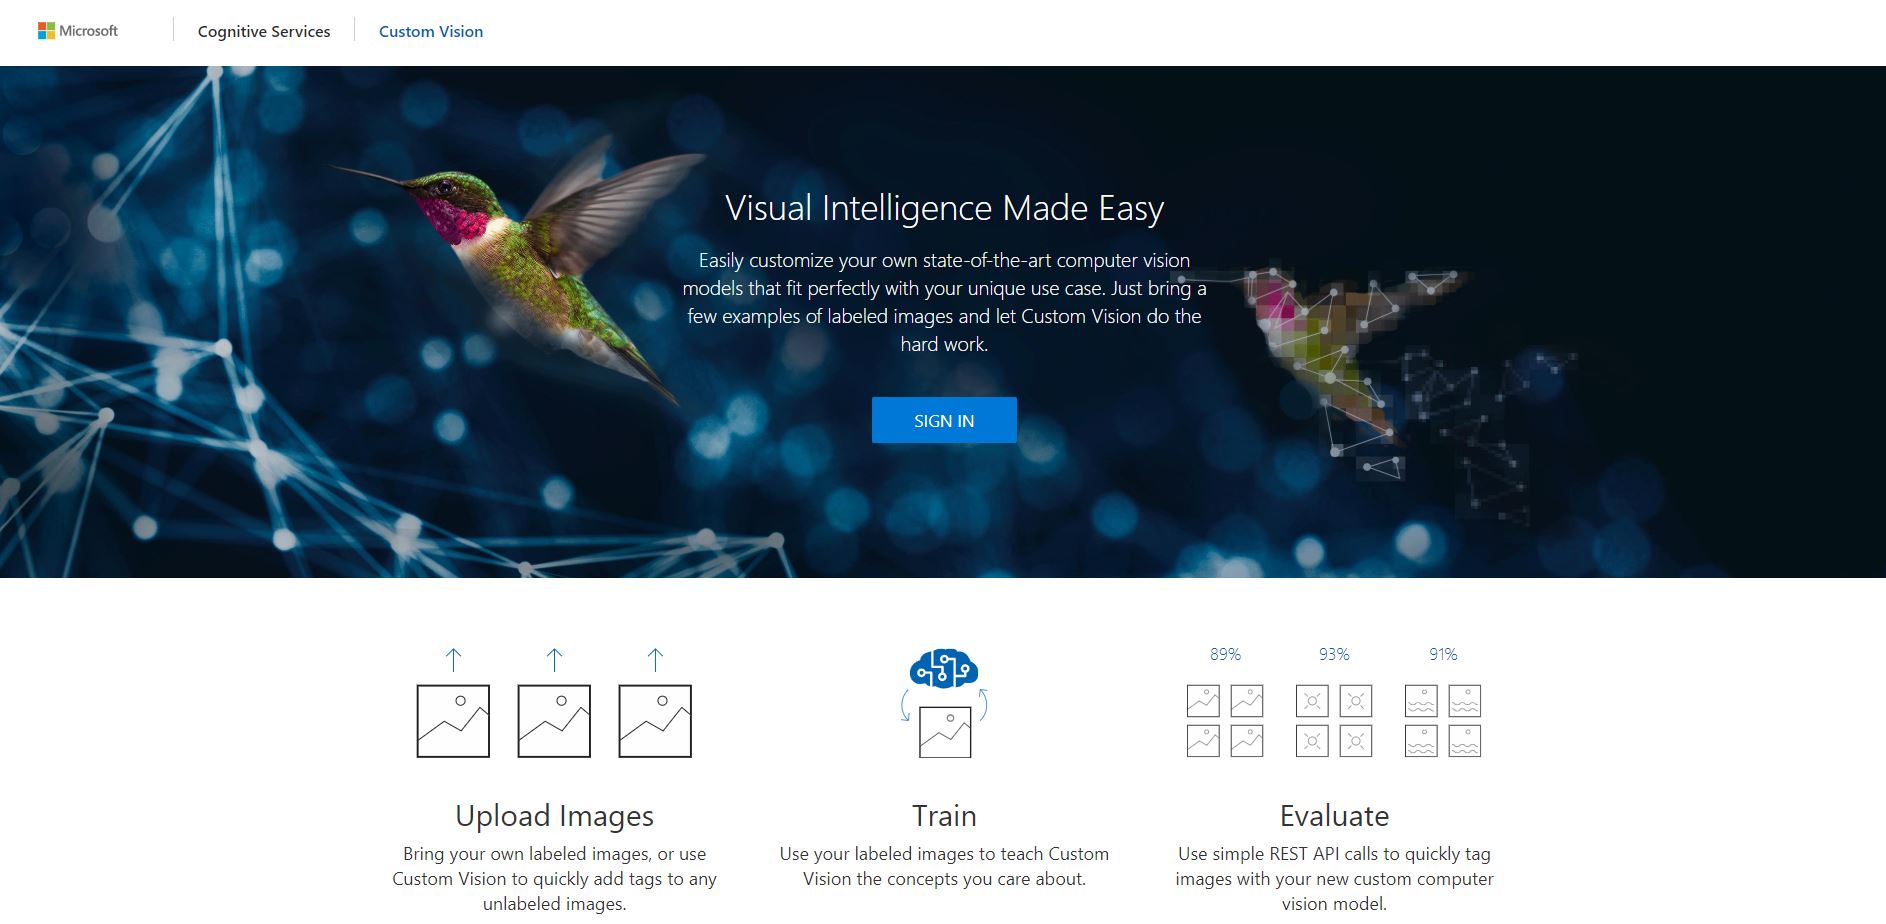 Microsoft
Cognitive Services
Custom Vision
Visual Intelligence Made Easy
Easily customize your own state-of-the-art computer vision
models that fit perfectly with your unique use case. Just bring a
few examples of labeled images and let Custom Vision do the
hard work.
SIGN IN
89%
93%
91%
Upload Images
Bring your own labeled images, or use
Custom Vision to quickly add tags to any
unlabeled images.
Train
Use your labeled images to teach Custom
Vision the concepts you care about.
Evaluate
Use simple REST API calls to quickly tag
images with your new custom computer
vision model.